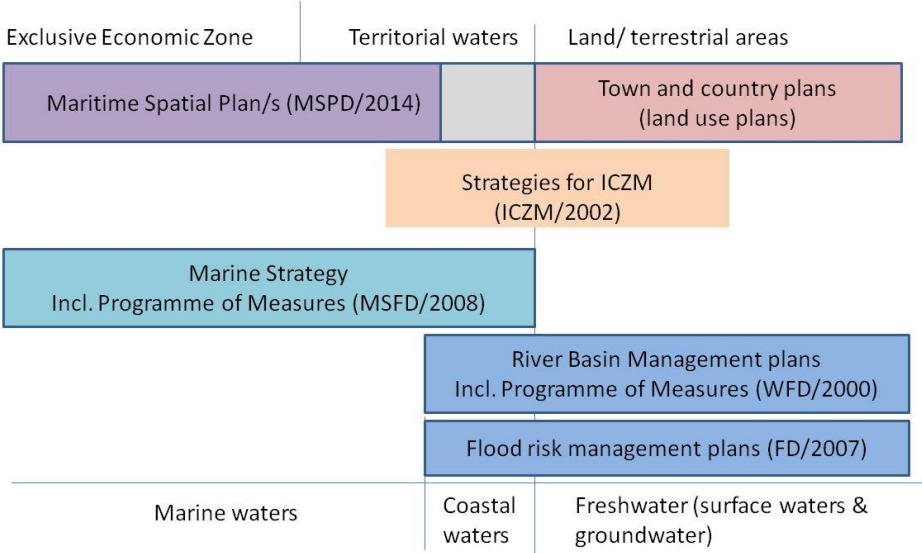 Exclusive Economic Zone
Territorial waters
Land/ terrestrial areas
Maritime Spatial Plan/s (MSPD/2014)
Town and country plans
(land use plans)
Strategies for ICZM
(ICZM/2002)
Marine Strategy
Incl. Programme of Measures (MSFD/2008)
River Basin Management plans
Incl. Programme of Measures (WFD/2000)
Flood risk management plans (FD/2007)
Marine waters
Coastal
waters
Freshwater (surface waters &
groundwater)